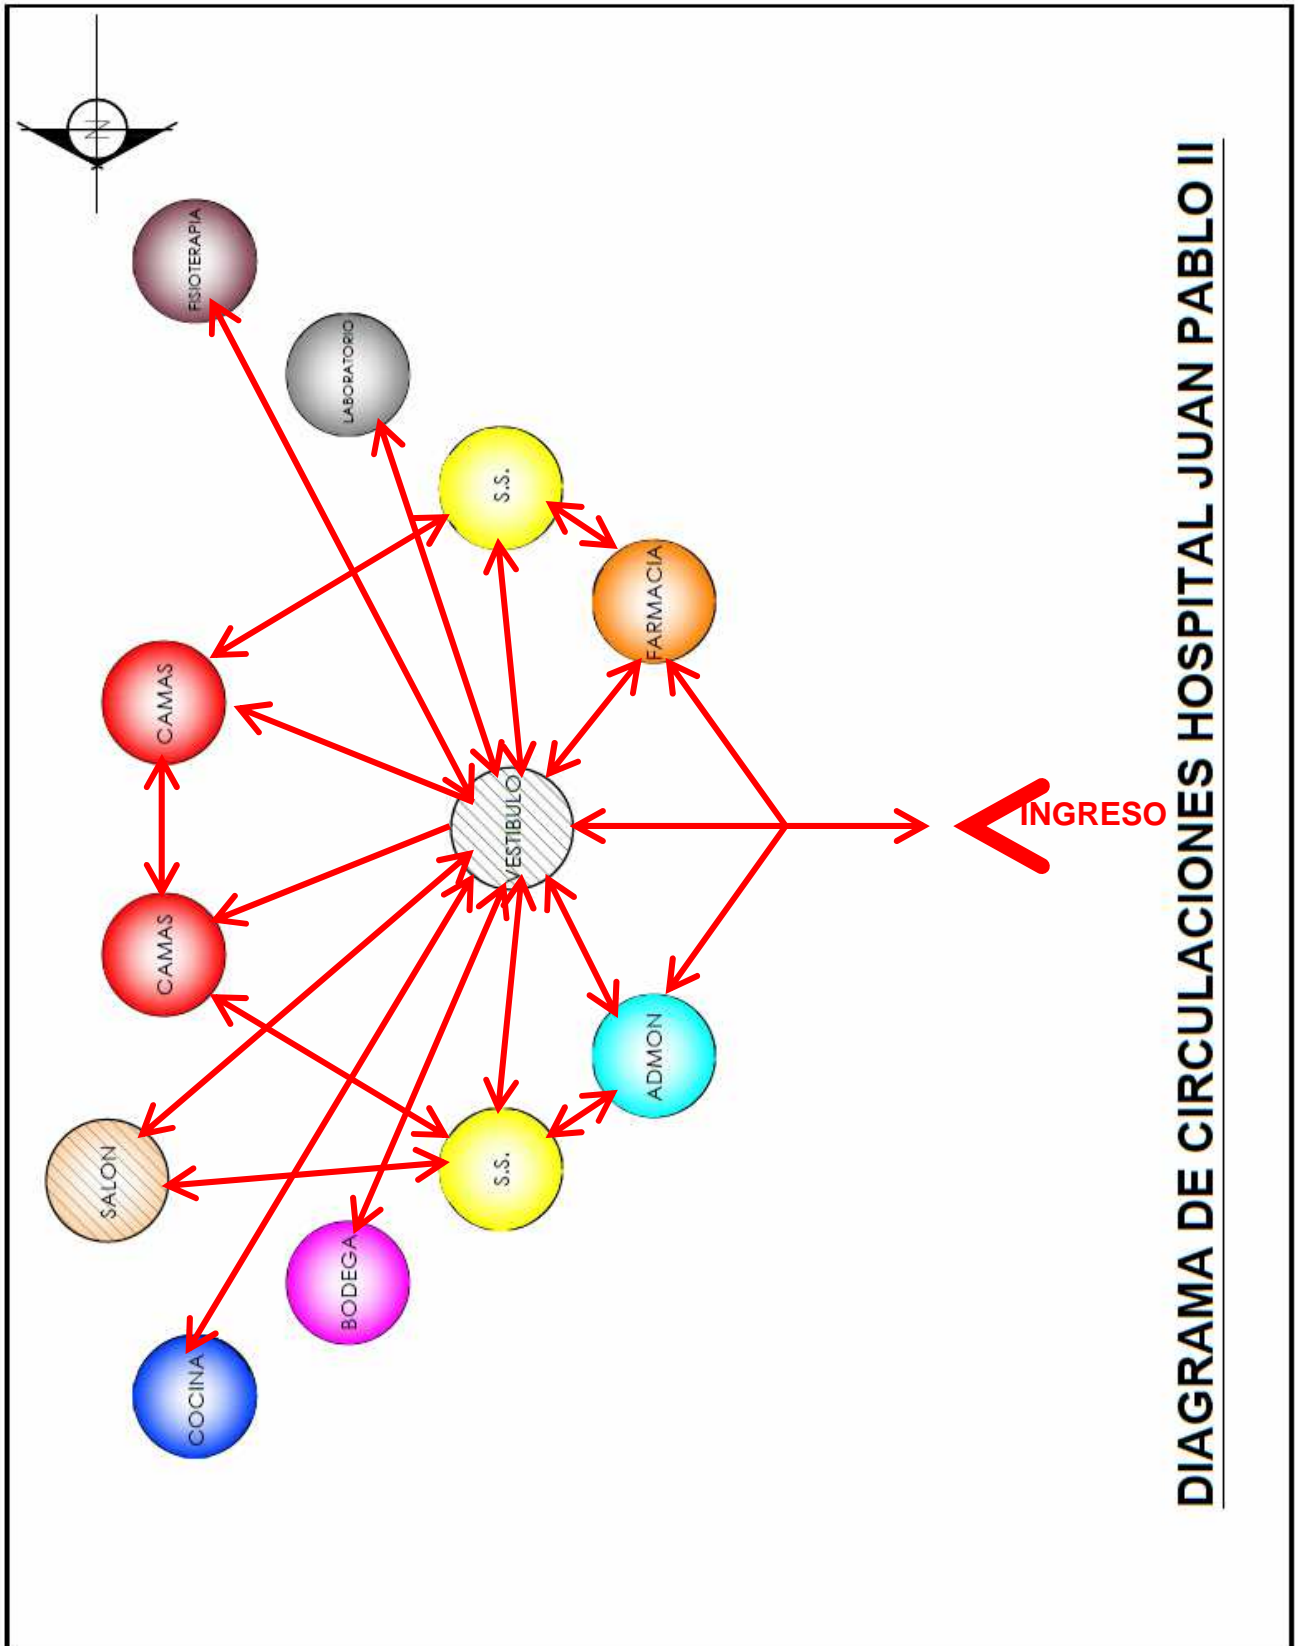 DIAGRAMA DE CIRCULACIONES HOSPITAL JUAN PABLO II
N
FISIOTERAPIA
LABORATORIO
S.S.
FARMACIA
CAMAS
VESTIBULO
INGRESO
CAMAS
ADMON
SALON
S.S.
BODEGA
COCINA